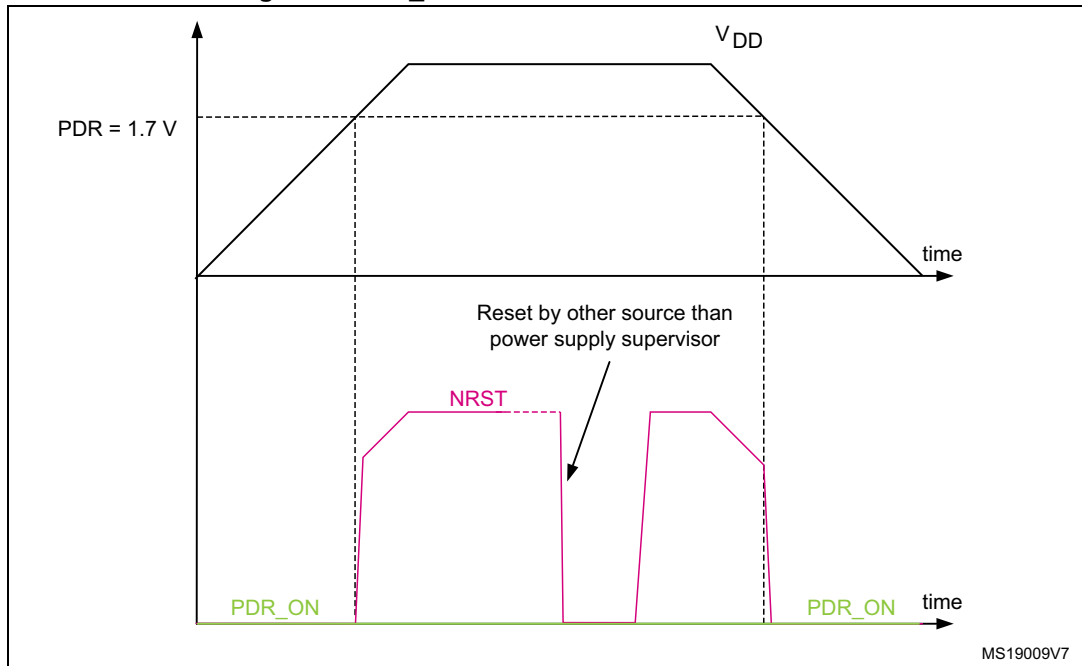 V DD
PDR = 1.7 V
time
Reset by other source than
power supply supervisor
NRST
PDR_ON
PDR_ON
time
MS19009V7